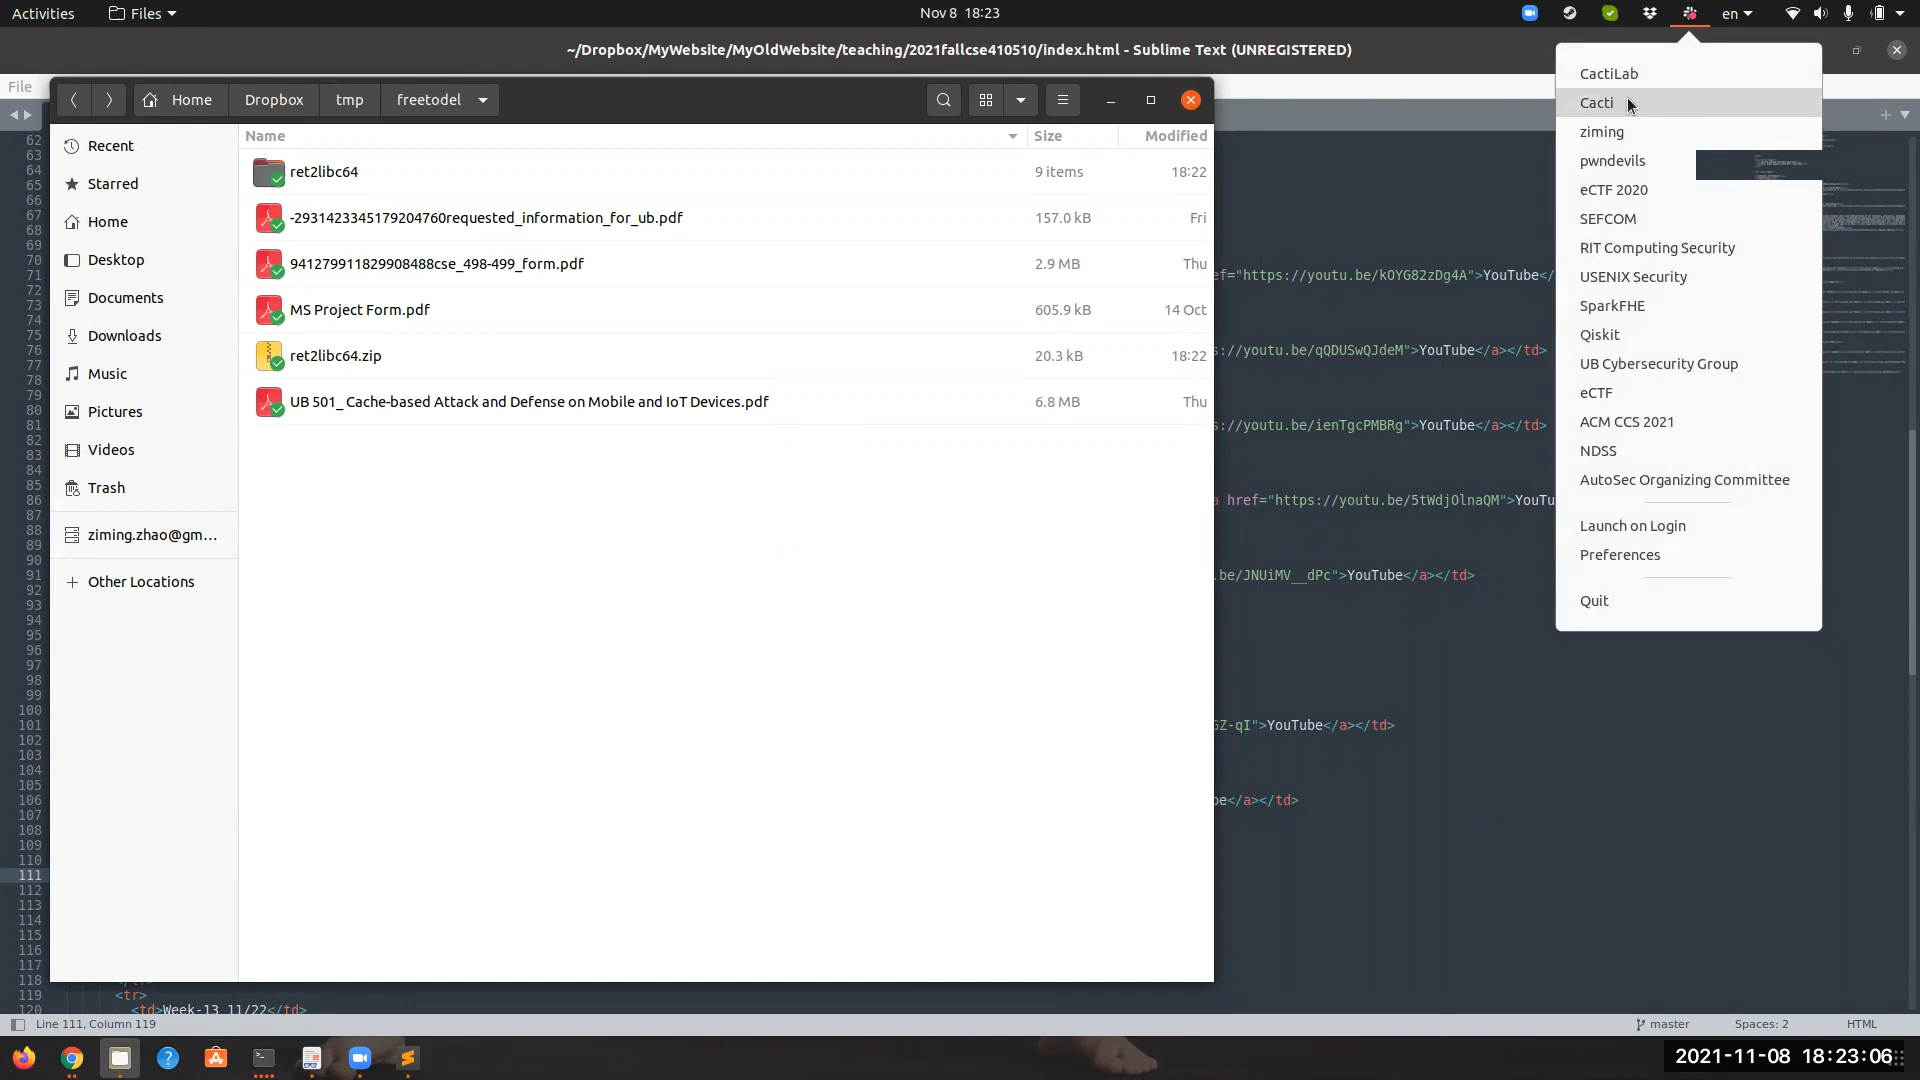 Activities
Files
Nov 8 18:23
en
~/Dropbox/MyWebsite/MyOldWebsite/teaching/2021fallcse410510/index.html - Sublime Text (UNREGISTERED)
File
Home
Dropbox
tmp
freetodel
Name
Size
Modified
Recent
Starred
Home
Desktop
Documents
Downloads
Music
Pictures
Videos
Trash
ziming.zhao@gm...
Other Locations
ret2libc64
9 items
18:22
-2931423345179204760requested_information_for_ub.pdf
157.0 kB
Fri
941279911829908488cse_498-499_form.pdf
2.9 MB
Thu
MS Project Form.pdf
605.9 kB
14 Oct
ret2libc64.zip
20.3 kB
18:22
UB 501_ Cache-based Attack and Defense on Mobile and IoT Devices.pdf
6.8 MB
Thu
CactiLab
Cacti
ziming
pwndevils
eCTF 2020
SEFCOM
RIT Computing Security
USENIX Security
SparkFHE
Qiskit
UB Cybersecurity Group
eCTF
ACM CCS 2021
NDSS
AutoSec Organizing Committee
Launch on Login
Preferences
Quit
62
63
64
65
66
67
68
69
70
71
72
73
74
75
76
77
78
79
80
81
82
83
84
85
86
87
88
89
90
91
92
93
94
95
96
97
98
99
100
101
102
103
104
105
106
107
108
109
110
111
112
113
114
115
116
117
118
119
120
ef="https://youtu.be/kOYG82zDg4A">YouTube</
://youtu.be/qQDUSwQJdeM">YouTube</a></td>
://youtu.be/ienTgcPMBRg">YouTube</a></td>
a href="https://youtu.be/5tWdjOlnaQM">YouTu
.be/JNUiMV__dPc">YouTube</a></td>
GZ-qI">YouTube</a></td>
be</a></td>
<tr>
<td>Week-13 11/22</td>
Line 111, Column 119
master
Spaces: 2
HTML
2021-11-08 18:23:06